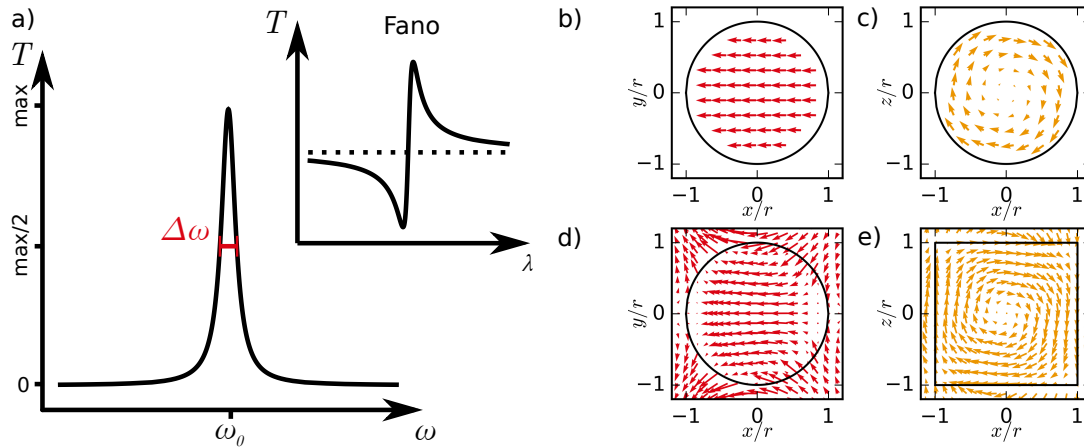 a)
T
max
max/2
0
Δω
ω₀
ω
T
Fano
λ
b)
y/r
1
0
−1
−1 0 1
x/r
c)
z/r
1
0
−1
−1 0 1
x/r
d)
y/r
1
0
−1
−1 0 1
x/r
e)
z/r
1
0
−1
−1 0 1
x/r